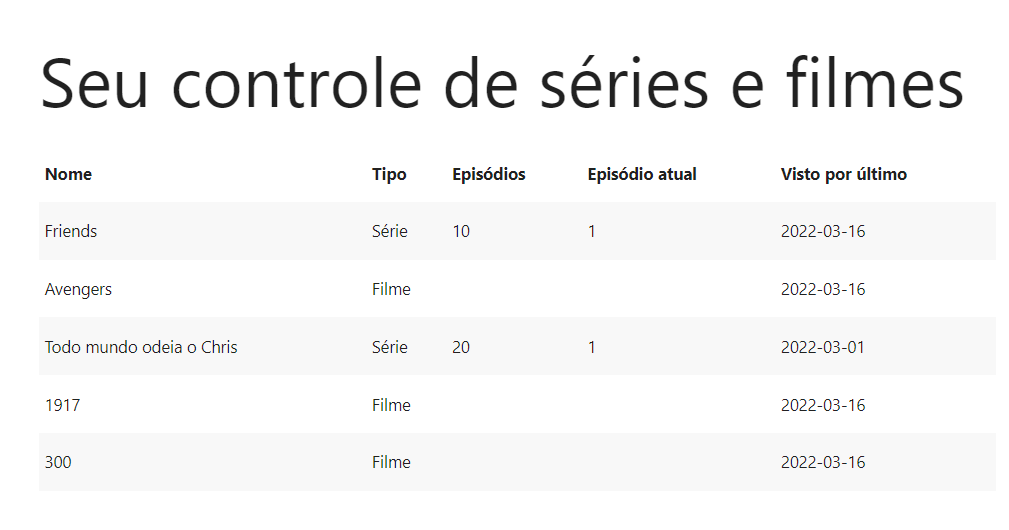 Seu controle de séries e filmes
Nome Tipo Episódios Episódio atual Visto por último
Friends Série 10 1 2022-03-16
Avengers Filme 2022-03-16
Todo mundo odeia o Chris Série 20 1 2022-03-01
1917 Filme 2022-03-16
300 Filme 2022-03-16